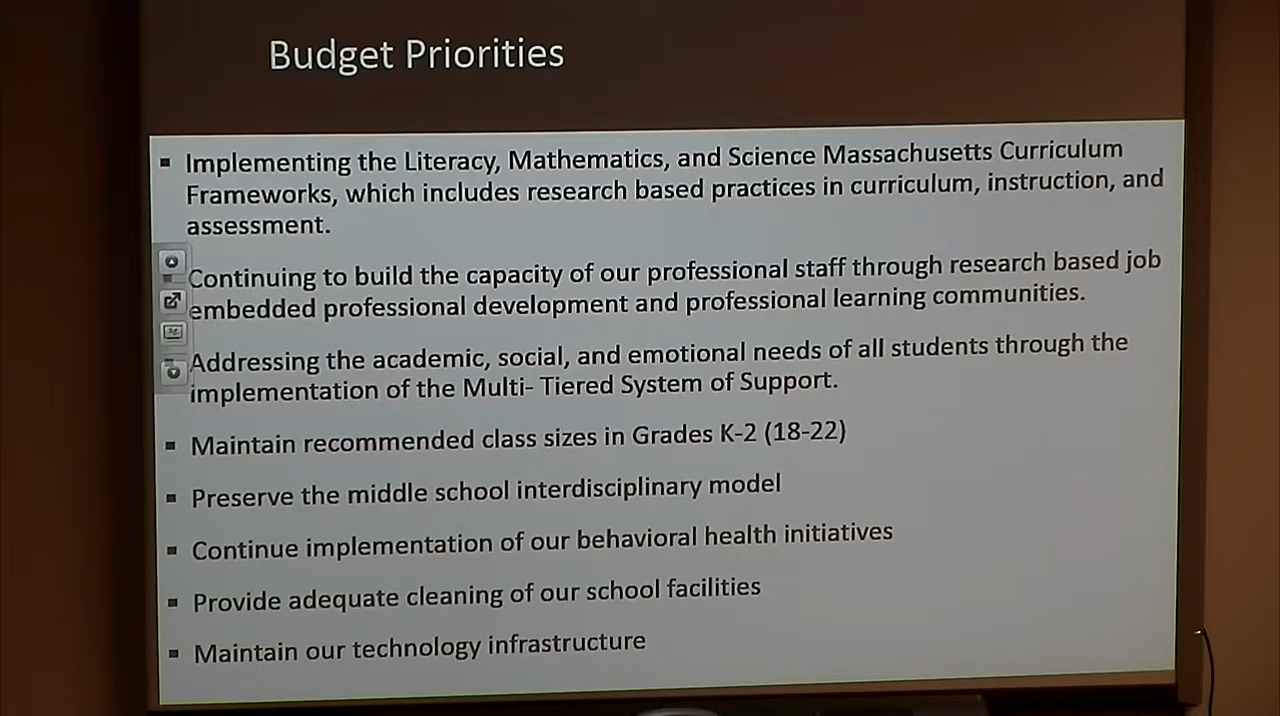 Budget Priorities
▪ Implementing the Literacy, Mathematics, and Science Massachusetts Curriculum
Frameworks, which includes research based practices in curriculum, instruction, and
assessment.
▪ Continuing to build the capacity of our professional staff through research based job
embedded professional development and professional learning communities.
Addressing the academic, social, and emotional needs of all students through the
implementation of the Multi- Tiered System of Support.
▪ Maintain recommended class sizes in Grades K-2 (18-22)
▪ Preserve the middle school interdisciplinary model
▪ Continue implementation of our behavioral health initiatives
▪ Provide adequate cleaning of our school facilities
▪ Maintain our technology infrastructure